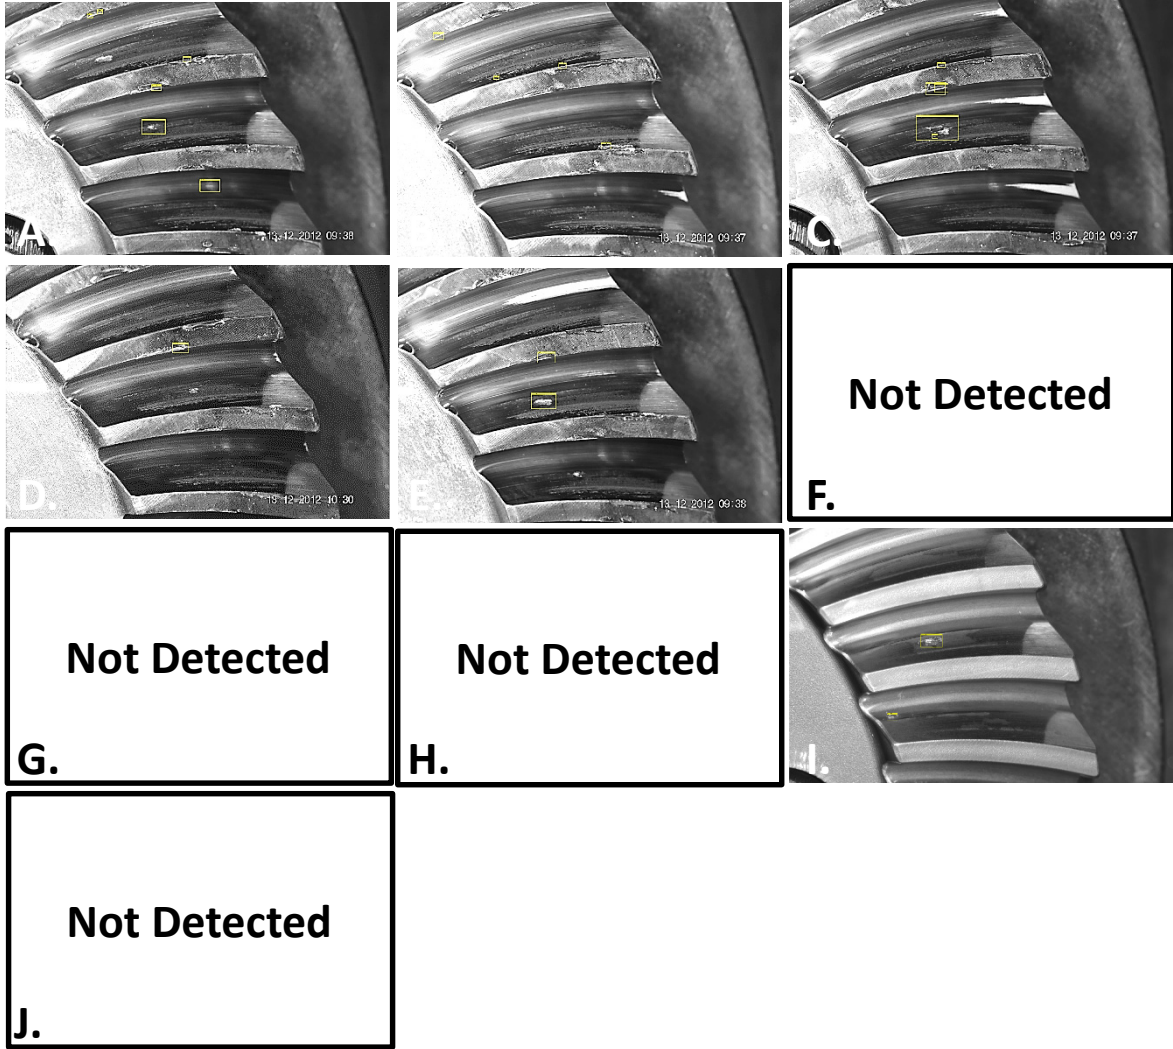 A
13-12-2012 09:38
13 12 2012 09:37
C
13-12-2012 09:37
D.
13 12-2012 10:30
E.
13-12-2012 09:38
Not Detected
F.
Not Detected
G.
Not Detected
H.
I.
Not Detected
J.